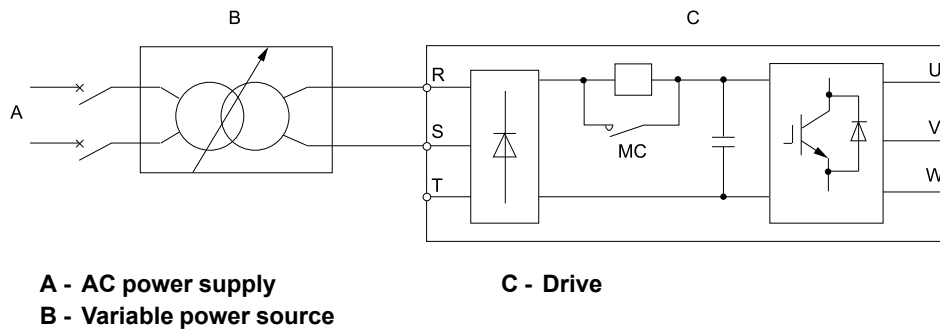 B
C
R
U
A
S
V
MC
T
W
A - AC power supply
C - Drive
B - Variable power source